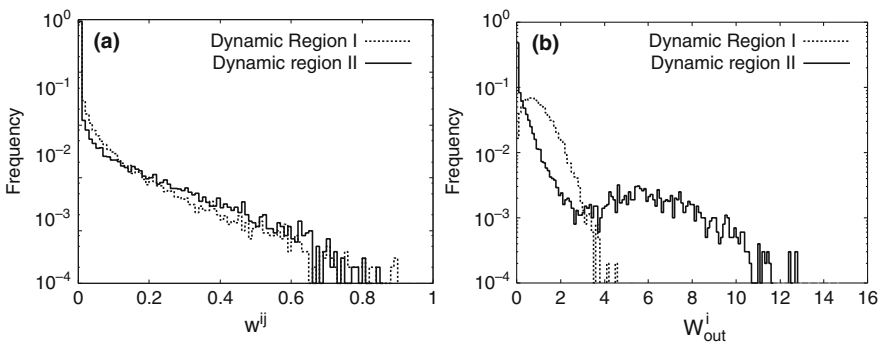 (a)
Dynamic Region I
Dynamic region II
Frequency
10^0
10^{-1}
10^{-2}
10^{-3}
10^{-4}
0 0.2 0.4 0.6 0.8 1
w^{ij}
(b)
Dynamic Region I
Dynamic region II
Frequency
10^0
10^{-1}
10^{-2}
10^{-3}
10^{-4}
0 2 4 6 8 10 12 14 16
W^i_{out}